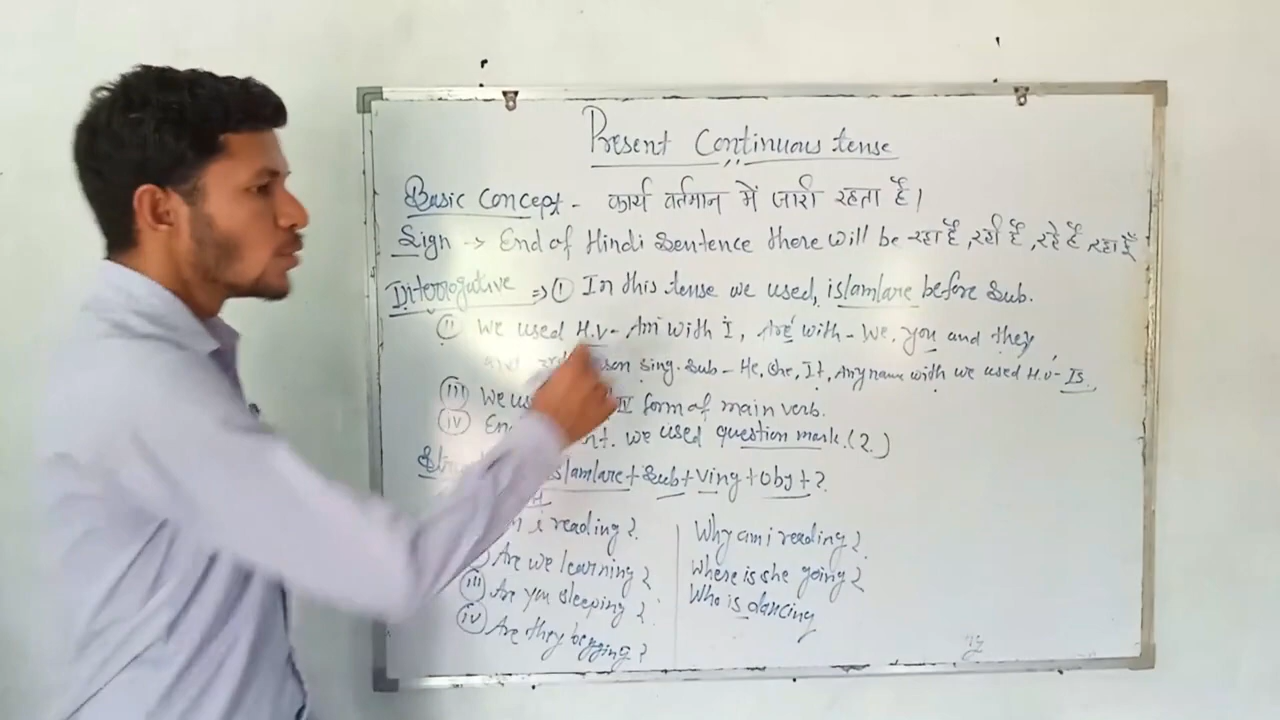 Present Continuous tense
Basic Concept - कार्य वर्तमान में जारी रहता है।
Sign -> End of Hindi Sentence there will be रहा है, रही है, रहे हैं, रहा हूँ
Interrogative => (i) In this tense we used, is/am/are before Sub.
(ii) We used H.V - Am with I, Are with - We, you and they
Sing. Sub - He, She, It, Any name with we used H.V - Is.
(iii) We IV form of main verb.
(iv) we used question mark. (?)
is/am/are + Sub + Ving + Obj + ?
i reading?
Are we learning?
(iii) Are you sleeping?
(iv) Are they begging?
Why am i reading?
Where is she going?
Who is dancing